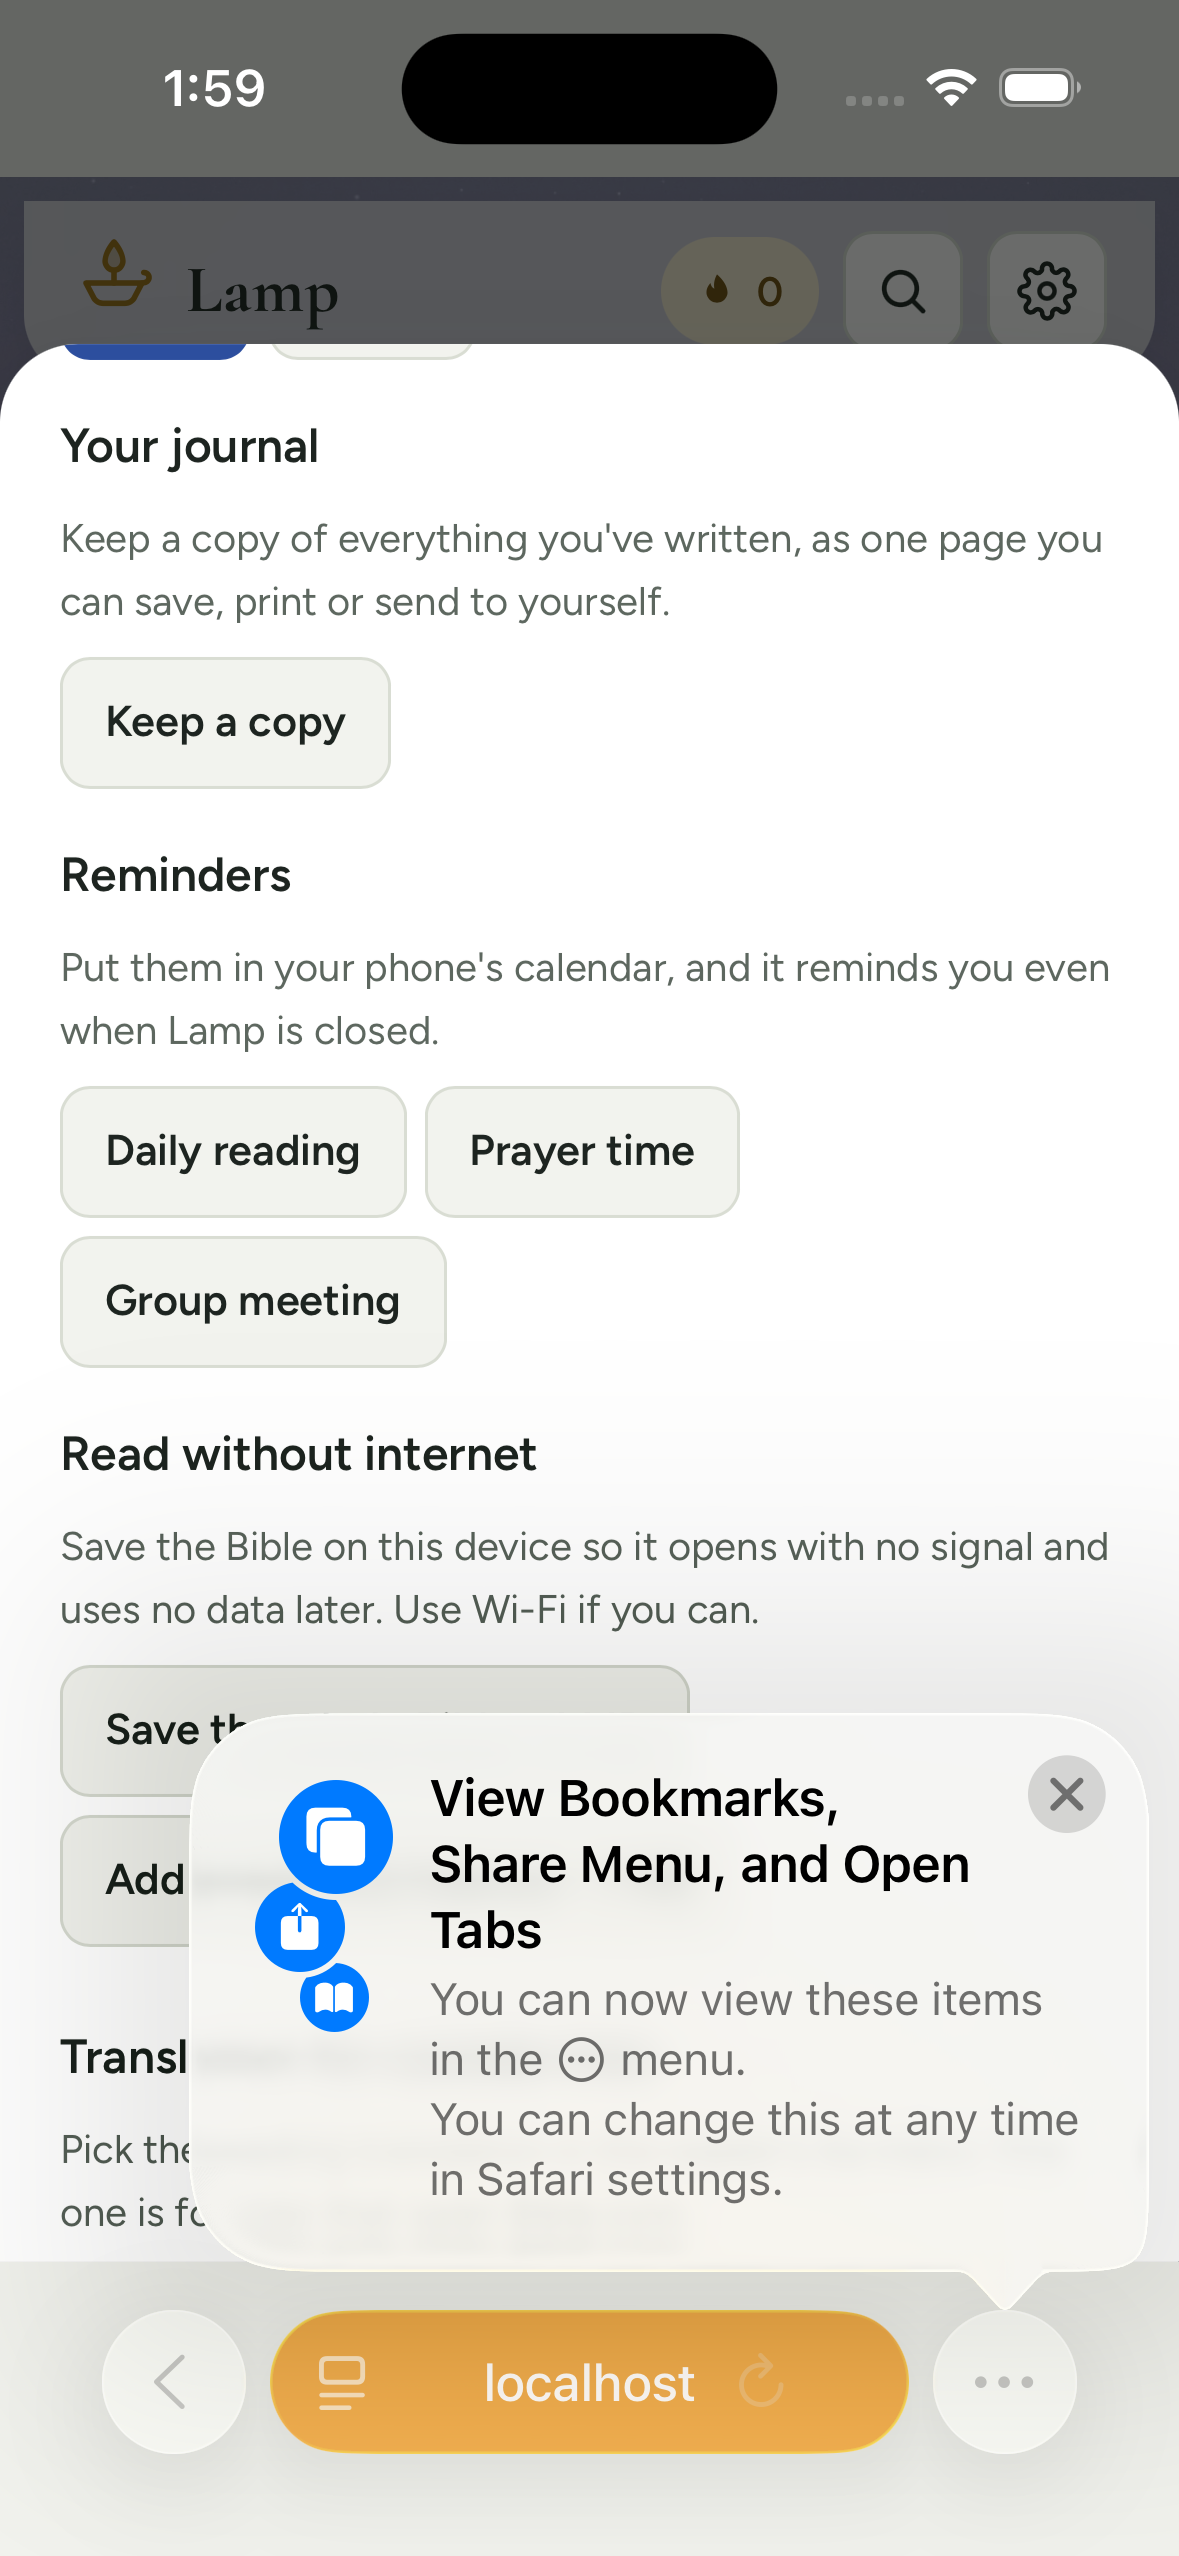 1:59
Lamp
0
Your journal
Keep a copy of everything you've written, as one page you
can save, print or send to yourself.
Keep a copy
Reminders
Put them in your phone's calendar, and it reminds you even
when Lamp is closed.
Daily reading
Prayer time
Group meeting
Read without internet
Save the Bible on this device so it opens with no signal and
uses no data later. Use Wi-Fi if you can.
Save
Add
Pick
one is
View Bookmarks,
Share Menu, and Open
Tabs
You can now view these items
in the menu.
You can change this at any time
in Safari settings.
localhost